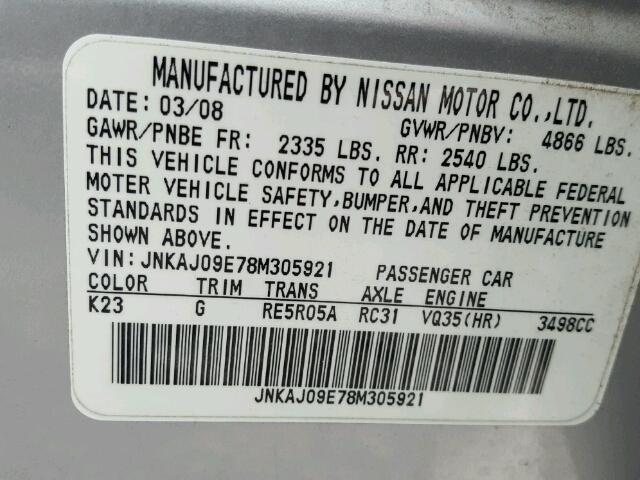 MANUFACTURED BY NISSAN MOTOR CO.,LTD.
DATE: 03/08 GVWR/PNBV: 4866 LBS.
GAWR/PNBE FR: 2335 LBS. RR: 2540 LBS.
THIS VEHICLE CONFORMS TO ALL APPLICABLE FEDERAL
MOTER VEHICLE SAFETY,BUMPER,AND THEFT PREVENTION
STANDARDS IN EFFECT ON THE DATE OF MANUFACTURE
SHOWN ABOVE.
VIN:JNKAJ09E78M305921 PASSENGER CAR
COLOR TRIM TRANS AXLE ENGINE
K23 G RE5R05A RC31 VQ35(HR) 3498CC
JNKAJ09E78M305921